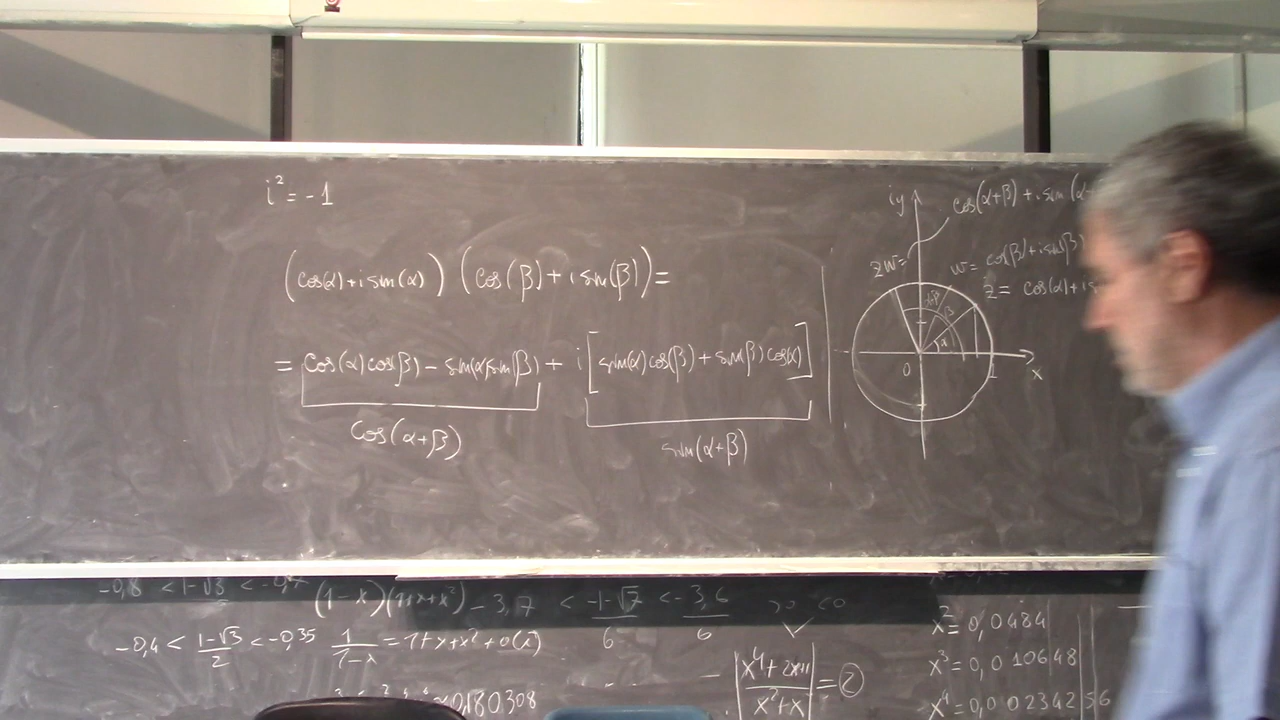 i² = -1
(cos(α)+i sin(α)) (cos(β)+i sin(β)) =
= cos(α)cos(β) - sin(α)sin(β) + i [sin(α)cos(β) + sin(β)cos(α)]
cos(α+β)
sin(α+β)
iy
cos(α+β) + i sin(α
zw =
w = cos(β)+i sin(β)
z = cos(α)+i
α+β
β
α
0
1
x
-0,8 < 1-√3 <
(1-x)(1+x+x²)
-3,17 < -1-√7 < -3,6
6 6
-0,4 < (1-√3)/2 < -0,35
1/(1-x) = 1+x+x²+o(x)
0,180308
|(x⁴+2x+1)/(x²+x)| = 2
x² = 0,0484
x³ = 0,010648
x⁴ = 0,00234256